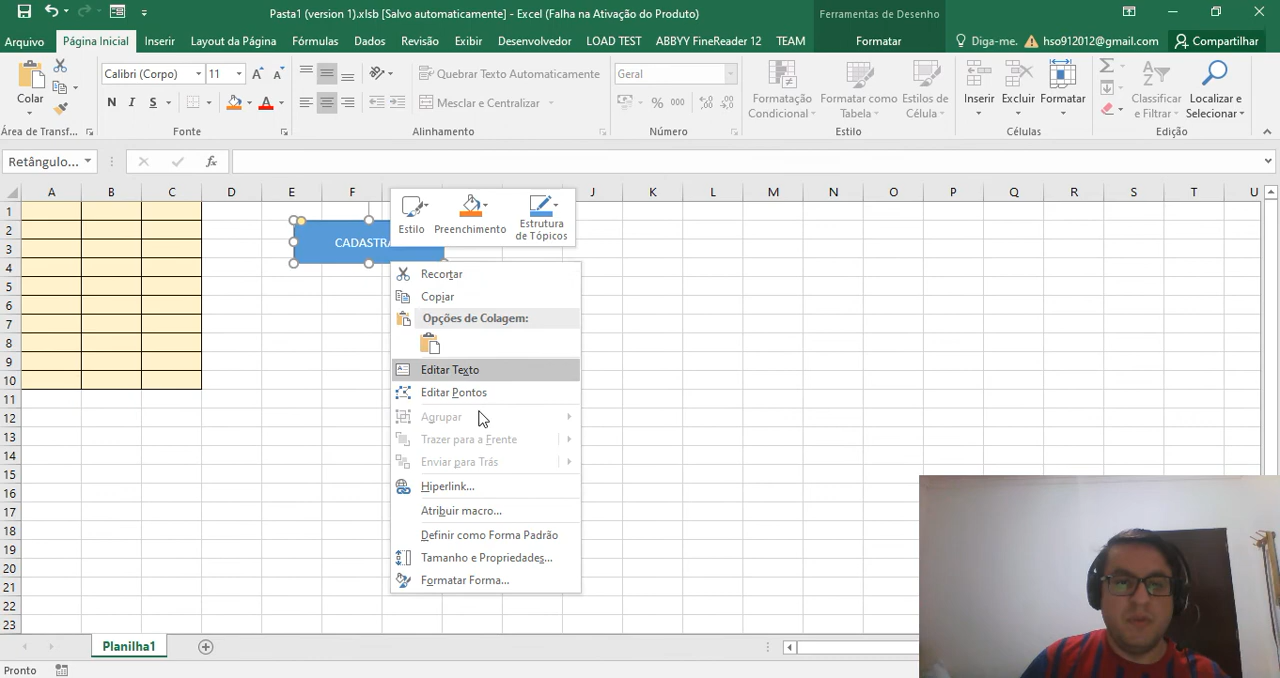 Pasta1 (version 1).xlsb [Salvo automaticamente] - Excel (Falha na Ativação do Produto)
Ferramentas de Desenho
Arquivo Página Inicial Inserir Layout da Página Fórmulas Dados Revisão Exibir Desenvolvedor LOAD TEST ABBYY FineReader 12 TEAM Formatar Diga-me. hso912012@gmail.com Compartilhar
Colar
Calibri (Corpo) 11
Quebrar Texto Automaticamente
Geral
N I S
Mesclar e Centralizar
% 000
Formatação Condicional
Formatar como Tabela
Estilos de Célula
Inserir Excluir Formatar
Classificar e Filtrar
Localizar e Selecionar
Área de Transf... Fonte Alinhamento Número Estilo Células Edição
Retângulo... fx
A B C D E F J K L M N O P Q R S T U
1
2
3
4
5
6
7
8
9
10
11
12
13
14
15
16
17
18
19
20
21
22
23
CADASTRA
Estilo Preenchimento Estrutura de Tópicos
Recortar
Copiar
Opções de Colagem:
Editar Texto
Editar Pontos
Agrupar
Trazer para a Frente
Enviar para Trás
Hiperlink...
Atribuir macro...
Definir como Forma Padrão
Tamanho e Propriedades...
Formatar Forma...
Planilha1
Pronto